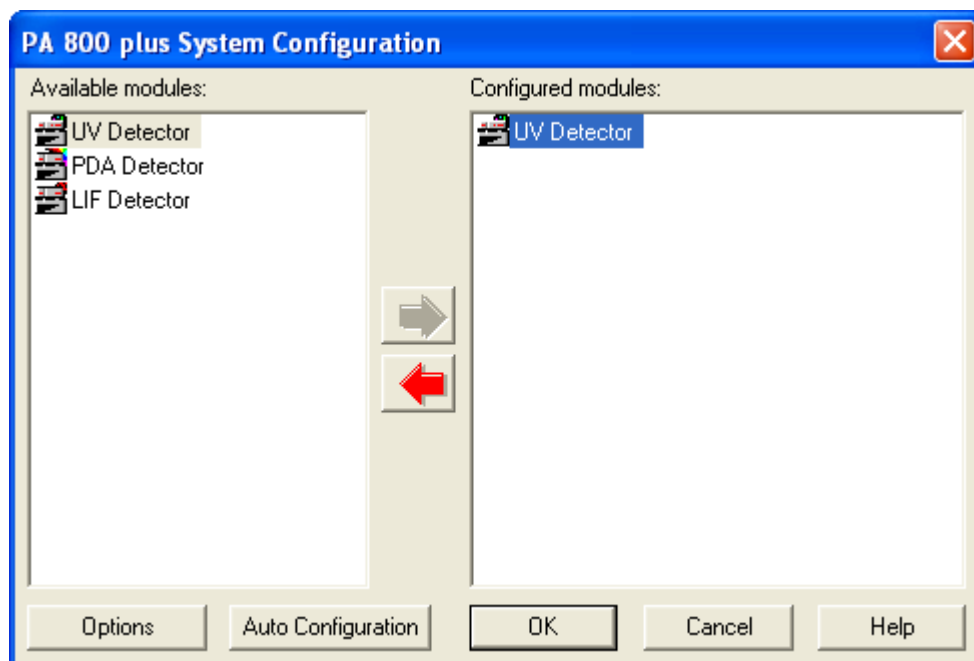 PA 800 plus System Configuration
Available modules:
Configured modules:
UV Detector
PDA Detector
LIF Detector
UV Detector
Options
Auto Configuration
OK
Cancel
Help